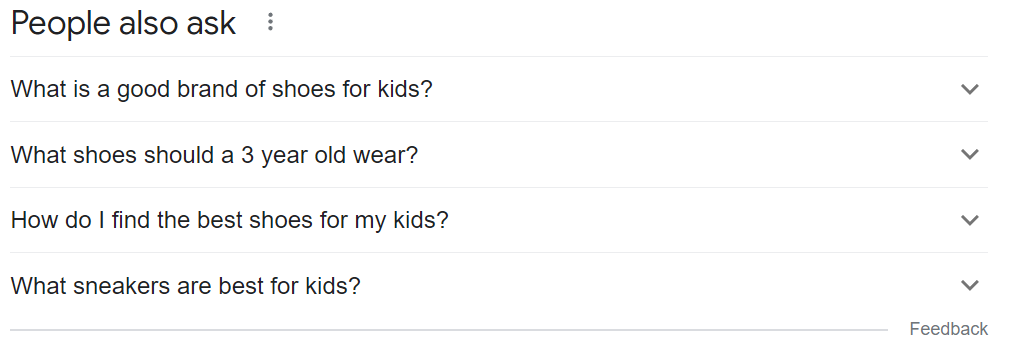 People also ask
What is a good brand of shoes for kids?
What shoes should a 3 year old wear?
How do I find the best shoes for my kids?
What sneakers are best for kids?
Feedback